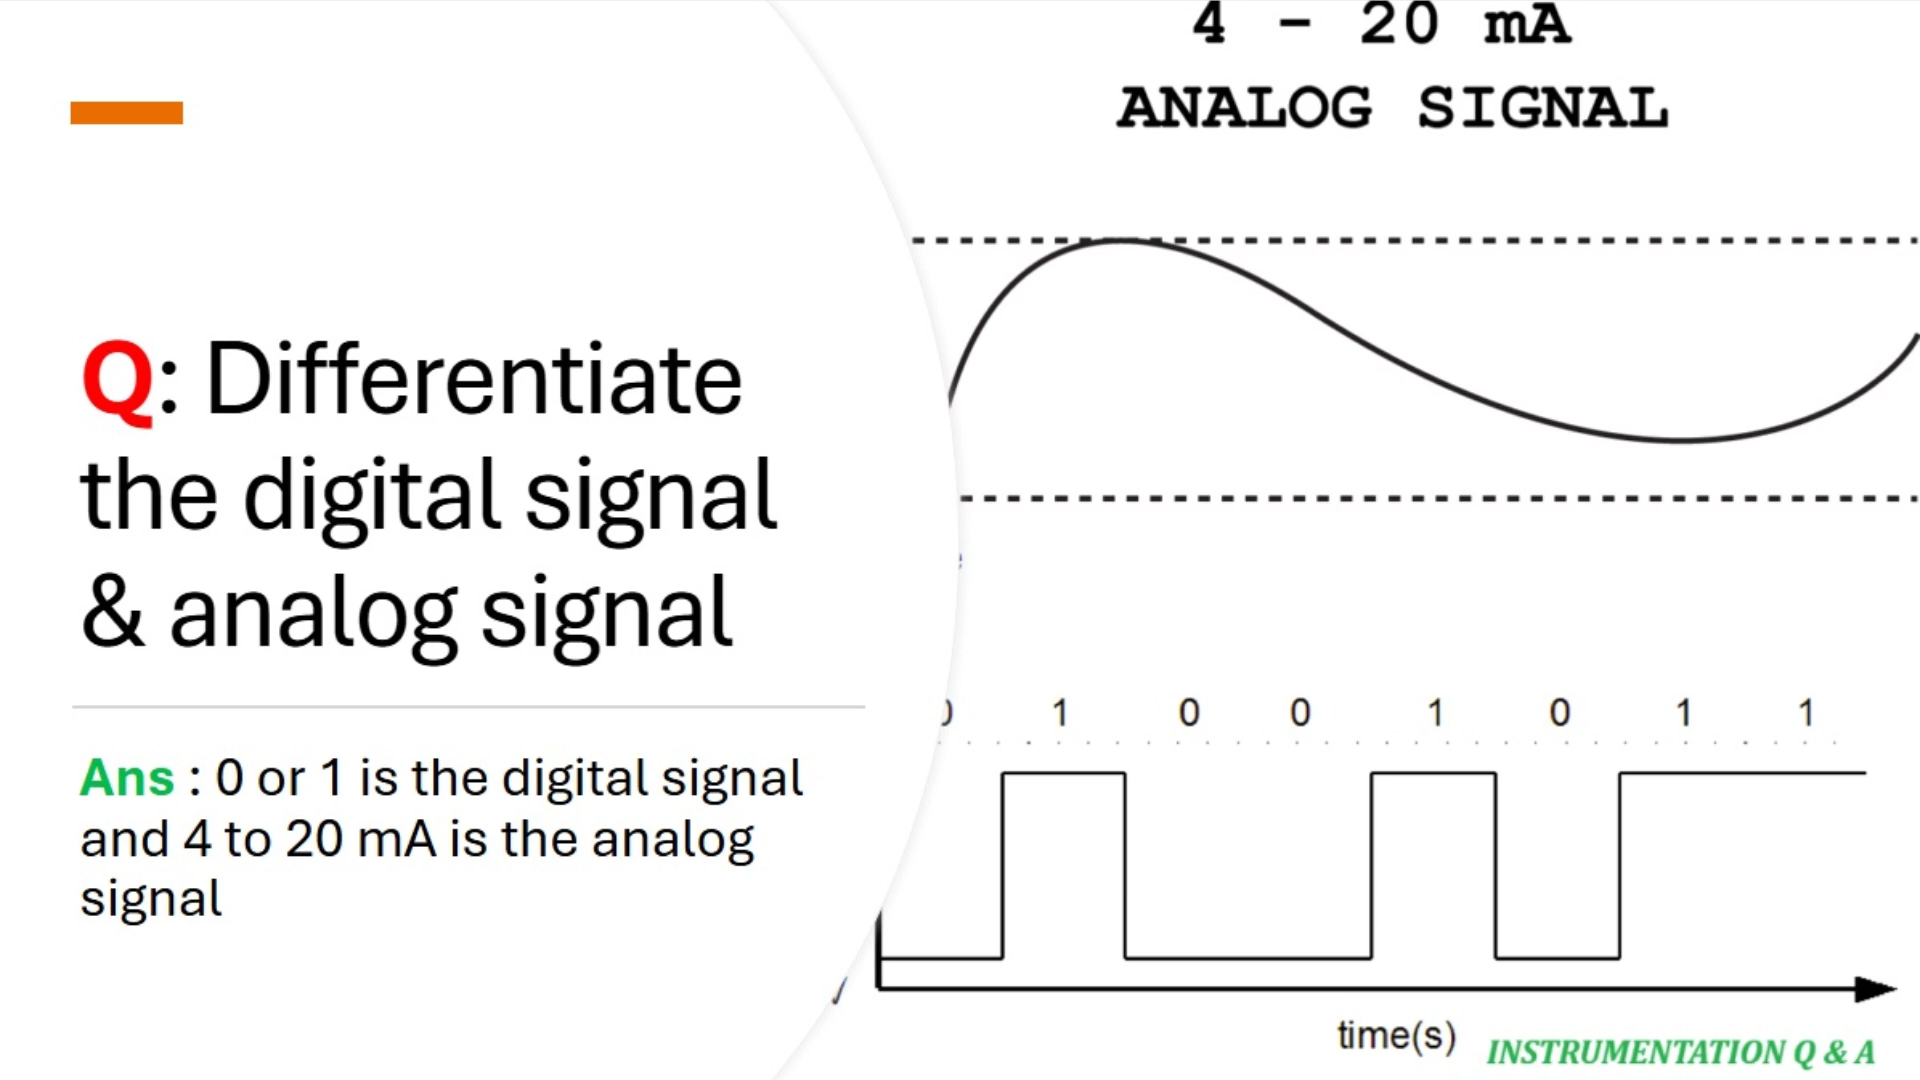 4 – 20 mA
ANALOG SIGNAL
Q: Differentiate
the digital signal
& analog signal
Ans : 0 or 1 is the digital signal
and 4 to 20 mA is the analog
signal
0 1 0 0 1 0 1 1
time(s)
INSTRUMENTATION Q & A